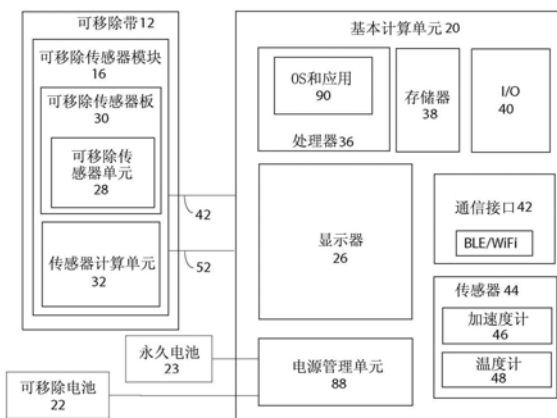 可移除带12
可移除传感器模块
16
可移除传感器板
30
可移除传
感器单元
28
传感器计算单元
32
42
52
永久电池
23
可移除电池
22
基本计算单元20
OS和应用
90
处理器36
存储器
38
I/O
40
显示器
26
通信接口42
BLE/WiFi
传感器44
加速度计
46
温度计
48
电源管理单元
88